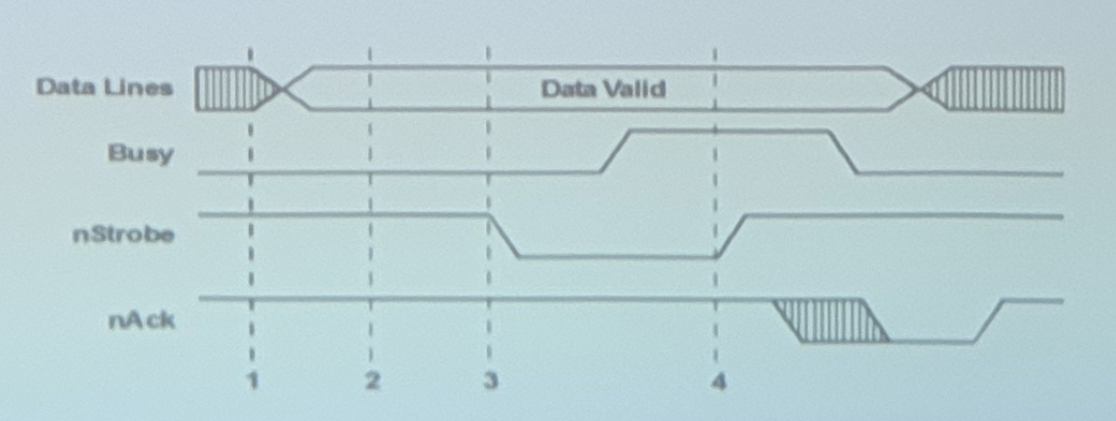 Data Lines
Data Valid
Busy
nStrobe
nAck
1 2 3 4